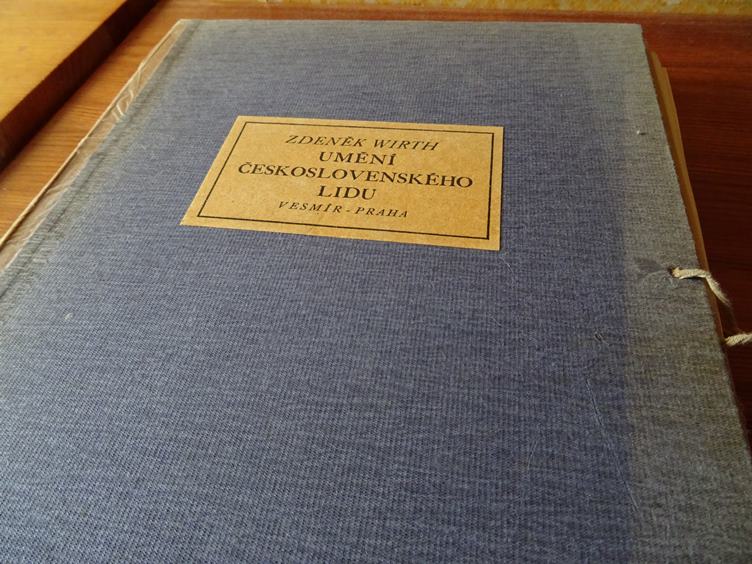 ZDENĚK WIRTH
UMĚNÍ
ČESKOSLOVENSKÉHO
LIDU
VESMÍR - PRAHA